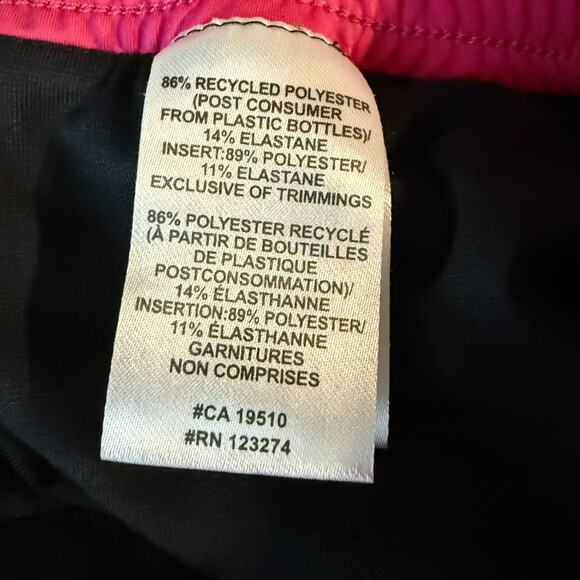 86% RECYCLED POLYESTER
(POST CONSUMER
FROM PLASTIC BOTTLES)/
14% ELASTANE
INSERT:89% POLYESTER/
11% ELASTANE
EXCLUSIVE OF TRIMMINGS
86% POLYESTER RECYCLÉ
(À PARTIR DE BOUTEILLES
DE PLASTIQUE
POSTCONSOMMATION)/
14% ÉLASTHANNE
INSERTION:89% POLYESTER/
11% ÉLASTHANNE
GARNITURES
NON COMPRISES
#CA 19510
#RN 123274